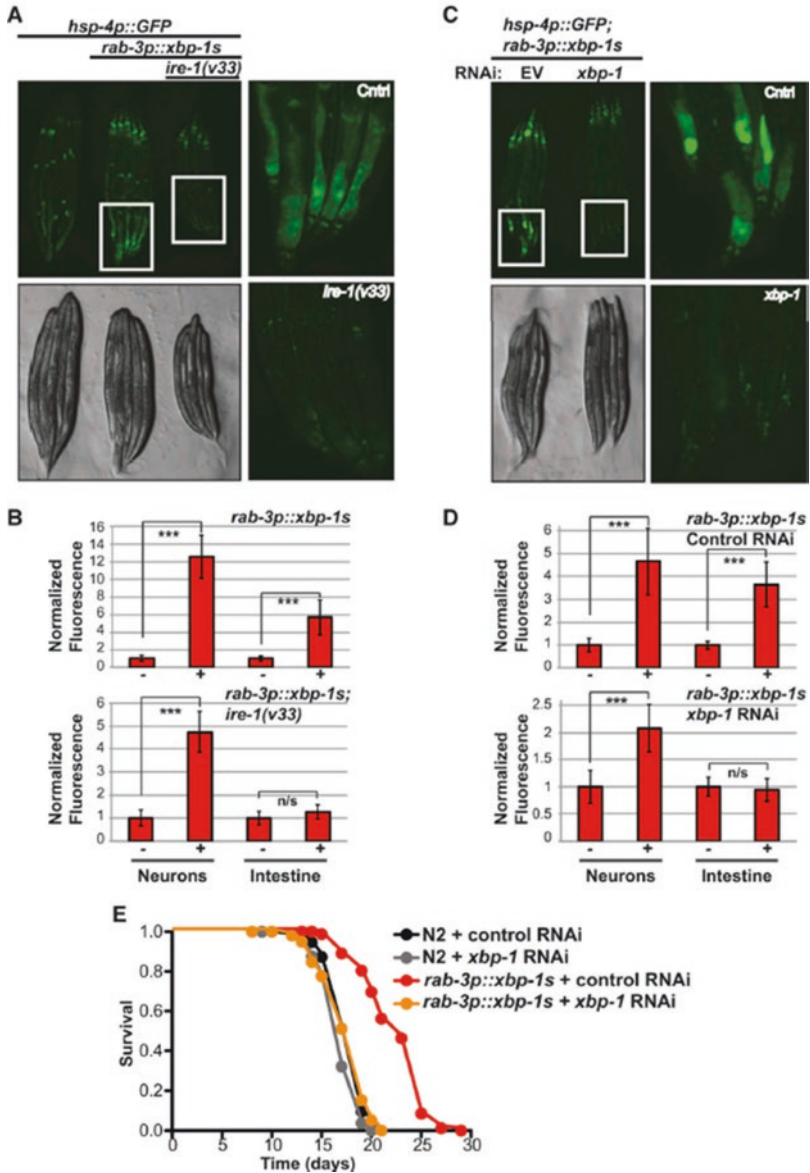 A
hsp-4p::GFP
rab-3p::xbp-1s
ire-1(v33)
Cntrl
ire-1(v33)
B
rab-3p::xbp-1s
Normalized
Fluorescence
16
14
12
10
8
6
4
2
0
***
***
-
+
-
+
rab-3p::xbp-1s;
ire-1(v33)
Normalized
Fluorescence
7
6
5
4
3
2
1
0
***
n/s
-
+
-
+
Neurons
Intestine
C
hsp-4p::GFP;
rab-3p::xbp-1s
RNAi: EV xbp-1
Cntrl
xbp-1
D
rab-3p::xbp-1s
Control RNAi
Normalized
Fluorescence
6
5
4
3
2
1
0
***
***
-
+
-
+
rab-3p::xbp-1s
xbp-1 RNAi
Normalized
Fluorescence
2.5
2
1.5
1
0.5
0
***
n/s
-
+
-
+
Neurons
Intestine
E
N2 + control RNAi
N2 + xbp-1 RNAi
rab-3p::xbp-1s + control RNAi
rab-3p::xbp-1s + xbp-1 RNAi
Survival
1.0
0.8
0.6
0.4
0.2
0.0
0 5 10 15 20 25 30
Time (days)